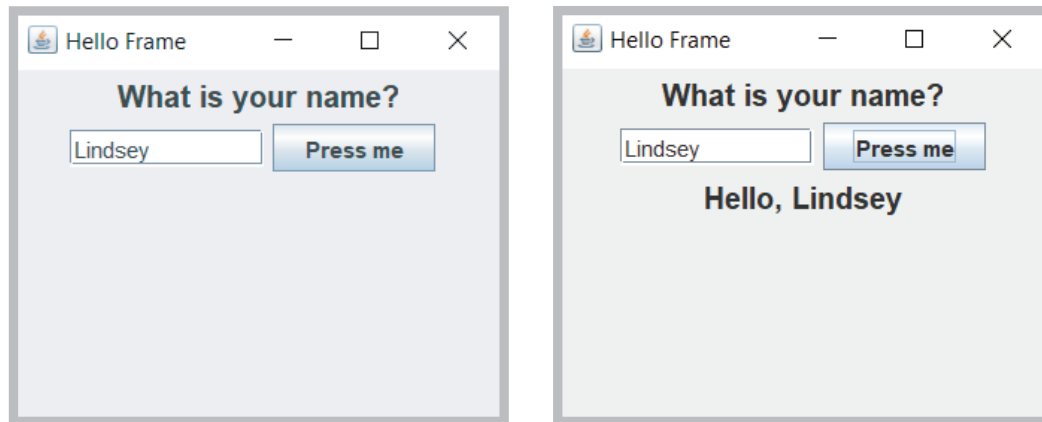 Hello Frame
What is your name?
Lindsey Press me
Hello Frame
What is your name?
Lindsey Press me
Hello, Lindsey